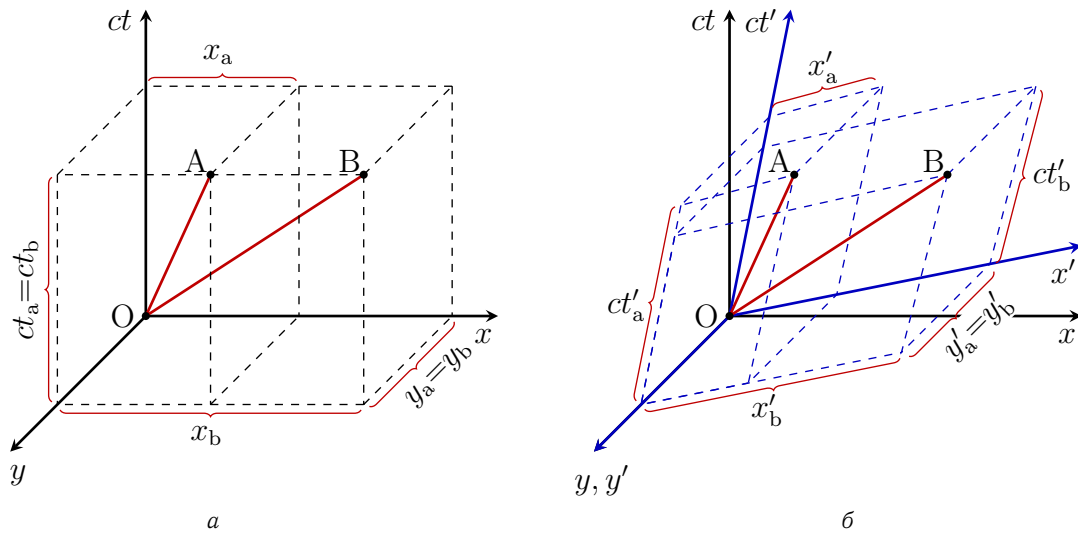 ct
x_a
A
B
ct_a=ct_b
O
x
y_a=y_b
x_b
y
а
ct
ct′
x′_a
A
B
ct′_b
x′
ct′_a
O
x
y′_a=y′_b
x′_b
y, y′
б